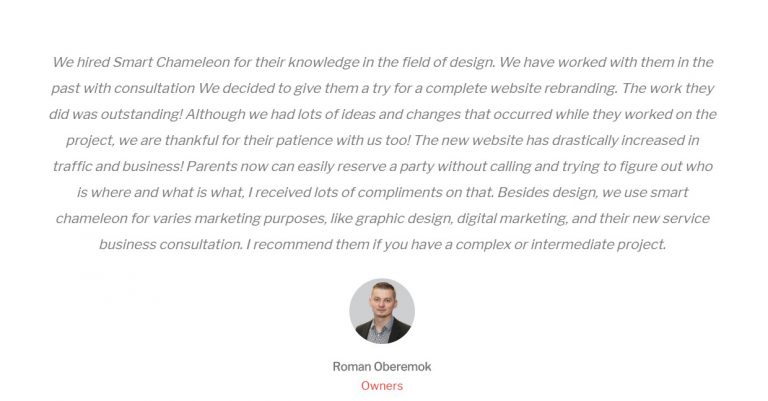 We hired Smart Chameleon for their knowledge in the field of design. We have worked with them in the
past with consultation We decided to give them a try for a complete website rebranding. The work they
did was outstanding! Although we had lots of ideas and changes that occurred while they worked on the
project, we are thankful for their patience with us too! The new website has drastically increased in
traffic and business! Parents now can easily reserve a party without calling and trying to figure out who
is where and what is what, I received lots of compliments on that. Besides design, we use smart
chameleon for varies marketing purposes, like graphic design, digital marketing, and their new service
business consultation. I recommend them if you have a complex or intermediate project.
Roman Oberemok
Owners